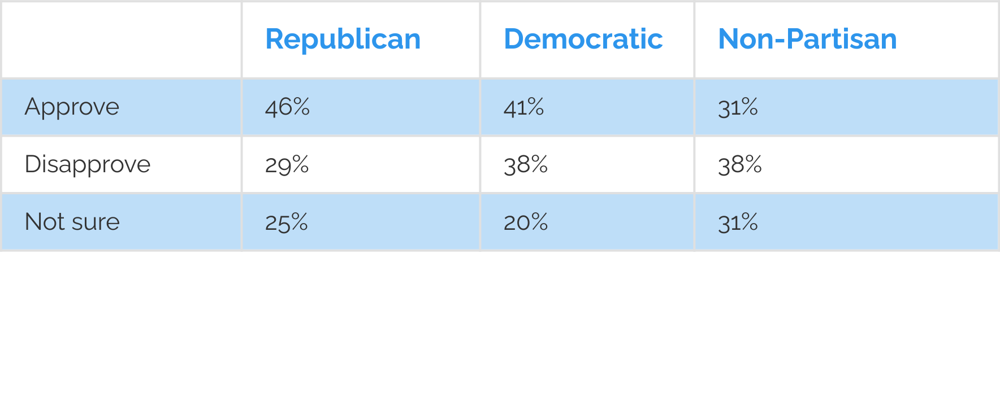 Republican Democratic Non-Partisan
Approve 46% 41% 31%
Disapprove 29% 38% 38%
Not sure 25% 20% 31%